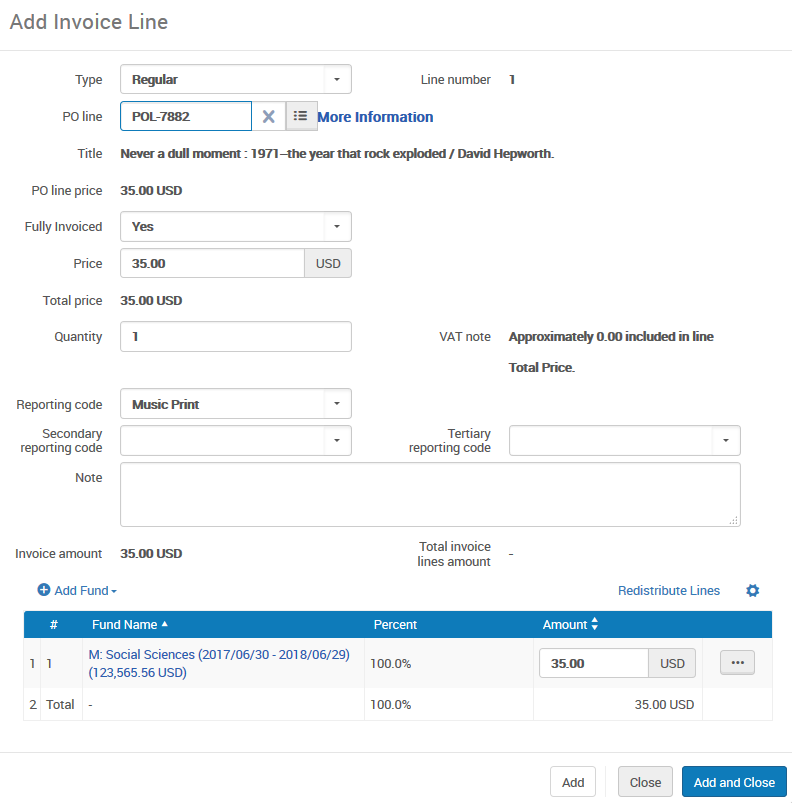 Add Invoice Line
Type Regular Line number 1
PO line POL-7882 More Information
Title Never a dull moment : 1971--the year that rock exploded / David Hepworth.
PO line price 35.00 USD
Fully Invoiced Yes
Price 35.00 USD
Total price 35.00 USD
Quantity 1 VAT note Approximately 0.00 included in line
Total Price.
Reporting code Music Print
Secondary Tertiary
reporting code reporting code
Note
Invoice amount 35.00 USD Total invoice
lines amount -
Add Fund Redistribute Lines
# Fund Name Percent Amount
1 1 M: Social Sciences (2017/06/30 - 2018/06/29) 100.0% 35.00 USD
(123,565.56 USD)
2 Total - 100.0% 35.00 USD
Add Close Add and Close